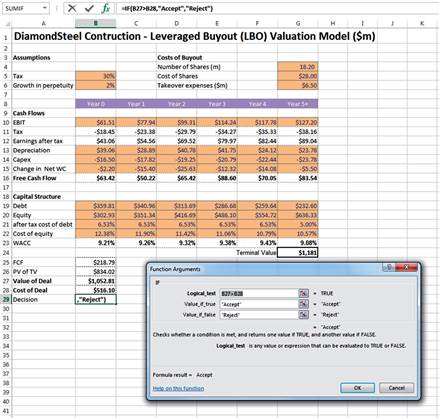 SUMIF =IF(B27>B28,"Accept","Reject")
A B C D E F G H I J K
1 DiamondSteel Contruction - Leveraged Buyout (LBO) Valuation Model ($m)
2
3 Assumptions Costs of Buyout
4 Number of Shares (m) 18.20
5 Tax 30% Cost of Shares $28.00
6 Growth in perpetuity 2% Takeover expenses ($m) $6.50
7
8 Year 0 Year 1 Year 2 Year 3 Year 4 Year 5+
9 Cash Flows
10 EBIT $61.51 $77.94 $99.31 $114.24 $117.78 $127.20
11 Tax -$18.45 -$23.38 -$29.79 -$34.27 -$35.33 -$38.16
12 Earnings after tax $43.06 $54.56 $69.52 $79.97 $82.44 $89.04
13 Depreciation $39.06 $28.89 $40.78 $41.75 $24.12 $23.78
14 Capex -$16.50 -$17.82 -$19.25 -$20.79 -$22.44 -$23.78
15 Change in Net WC -$2.20 -$15.40 -$25.63 -$12.32 -$14.08 -$5.50
16 Free Cash Flow $63.42 $50.22 $65.42 $88.60 $70.05 $83.54
17
18 Capital Structure
19 Debt $359.81 $340.96 $313.69 $286.68 $259.64 $232.60
20 Equity $302.93 $351.34 $416.69 $486.10 $554.72 $636.33
21 after tax cost of debt 6.53% 6.53% 6.53% 6.53% 6.53% 5.00%
22 Cost of equity 12.38% 11.90% 11.42% 11.06% 10.79% 10.57%
23 WACC 9.21% 9.26% 9.32% 9.38% 9.43% 9.08%
24 Terminal Value $1,181
25 FCF $218.79
26 PV of TV $834.02
27 Value of Deal $1,052.81
28 Cost of Deal $516.10
29 Decision ,"Reject")
30
31
32
33
34
35
36
37
38
39
40
41
Function Arguments
IF
Logical_test B27>B28 = TRUE
Value_if_true "Accept" = "Accept"
Value_if_false "Reject" = "Reject"
= "Accept"
Checks whether a condition is met, and returns one value if TRUE, and another value if FALSE.
Logical_test is any value or expression that can be evaluated to TRUE or FALSE.
Formula result = Accept
Help on this function
OK Cancel